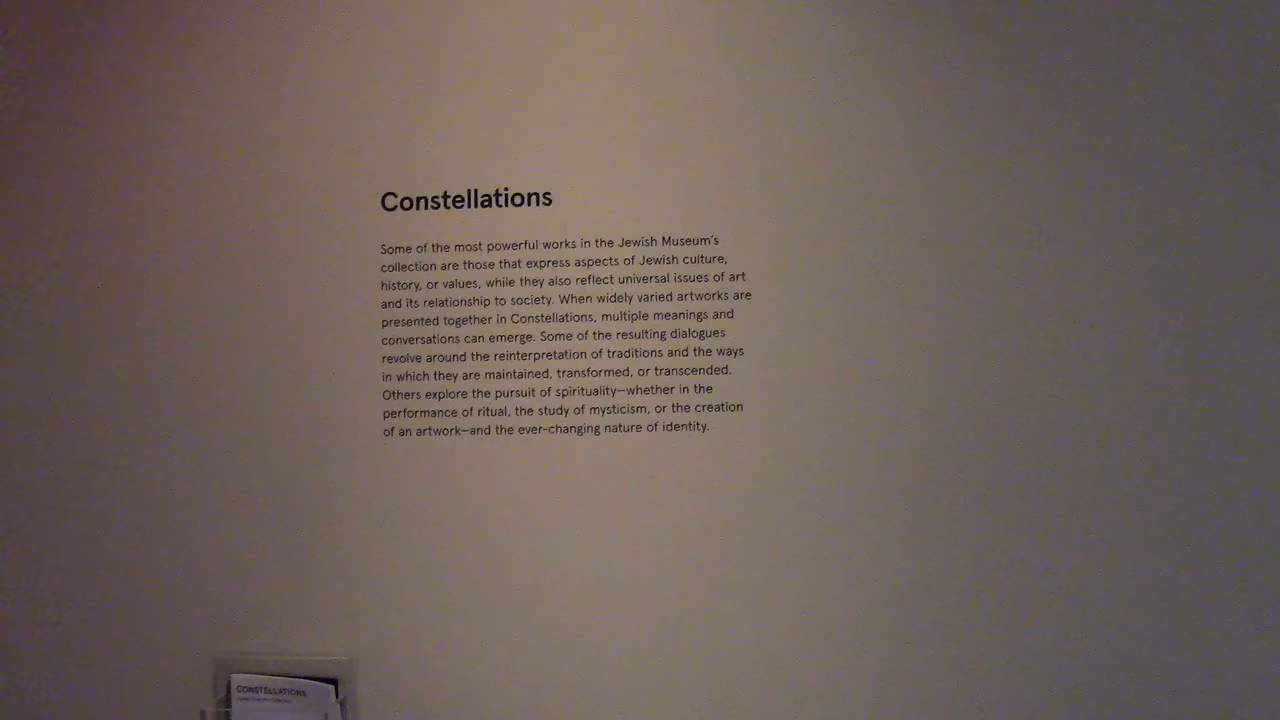 Constellations
Some of the most powerful works in the Jewish Museum's
collection are those that express aspects of Jewish culture,
history, or values, while they also reflect universal issues of art
and its relationship to society. When widely varied artworks are
presented together in Constellations, multiple meanings and
conversations can emerge. Some of the resulting dialogues
revolve around the reinterpretation of traditions and the ways
in which they are maintained, transformed, or transcended.
Others explore the pursuit of spirituality—whether in the
performance of ritual, the study of mysticism, or the creation
of an artwork—and the ever-changing nature of identity.
CONSTELLATIONS